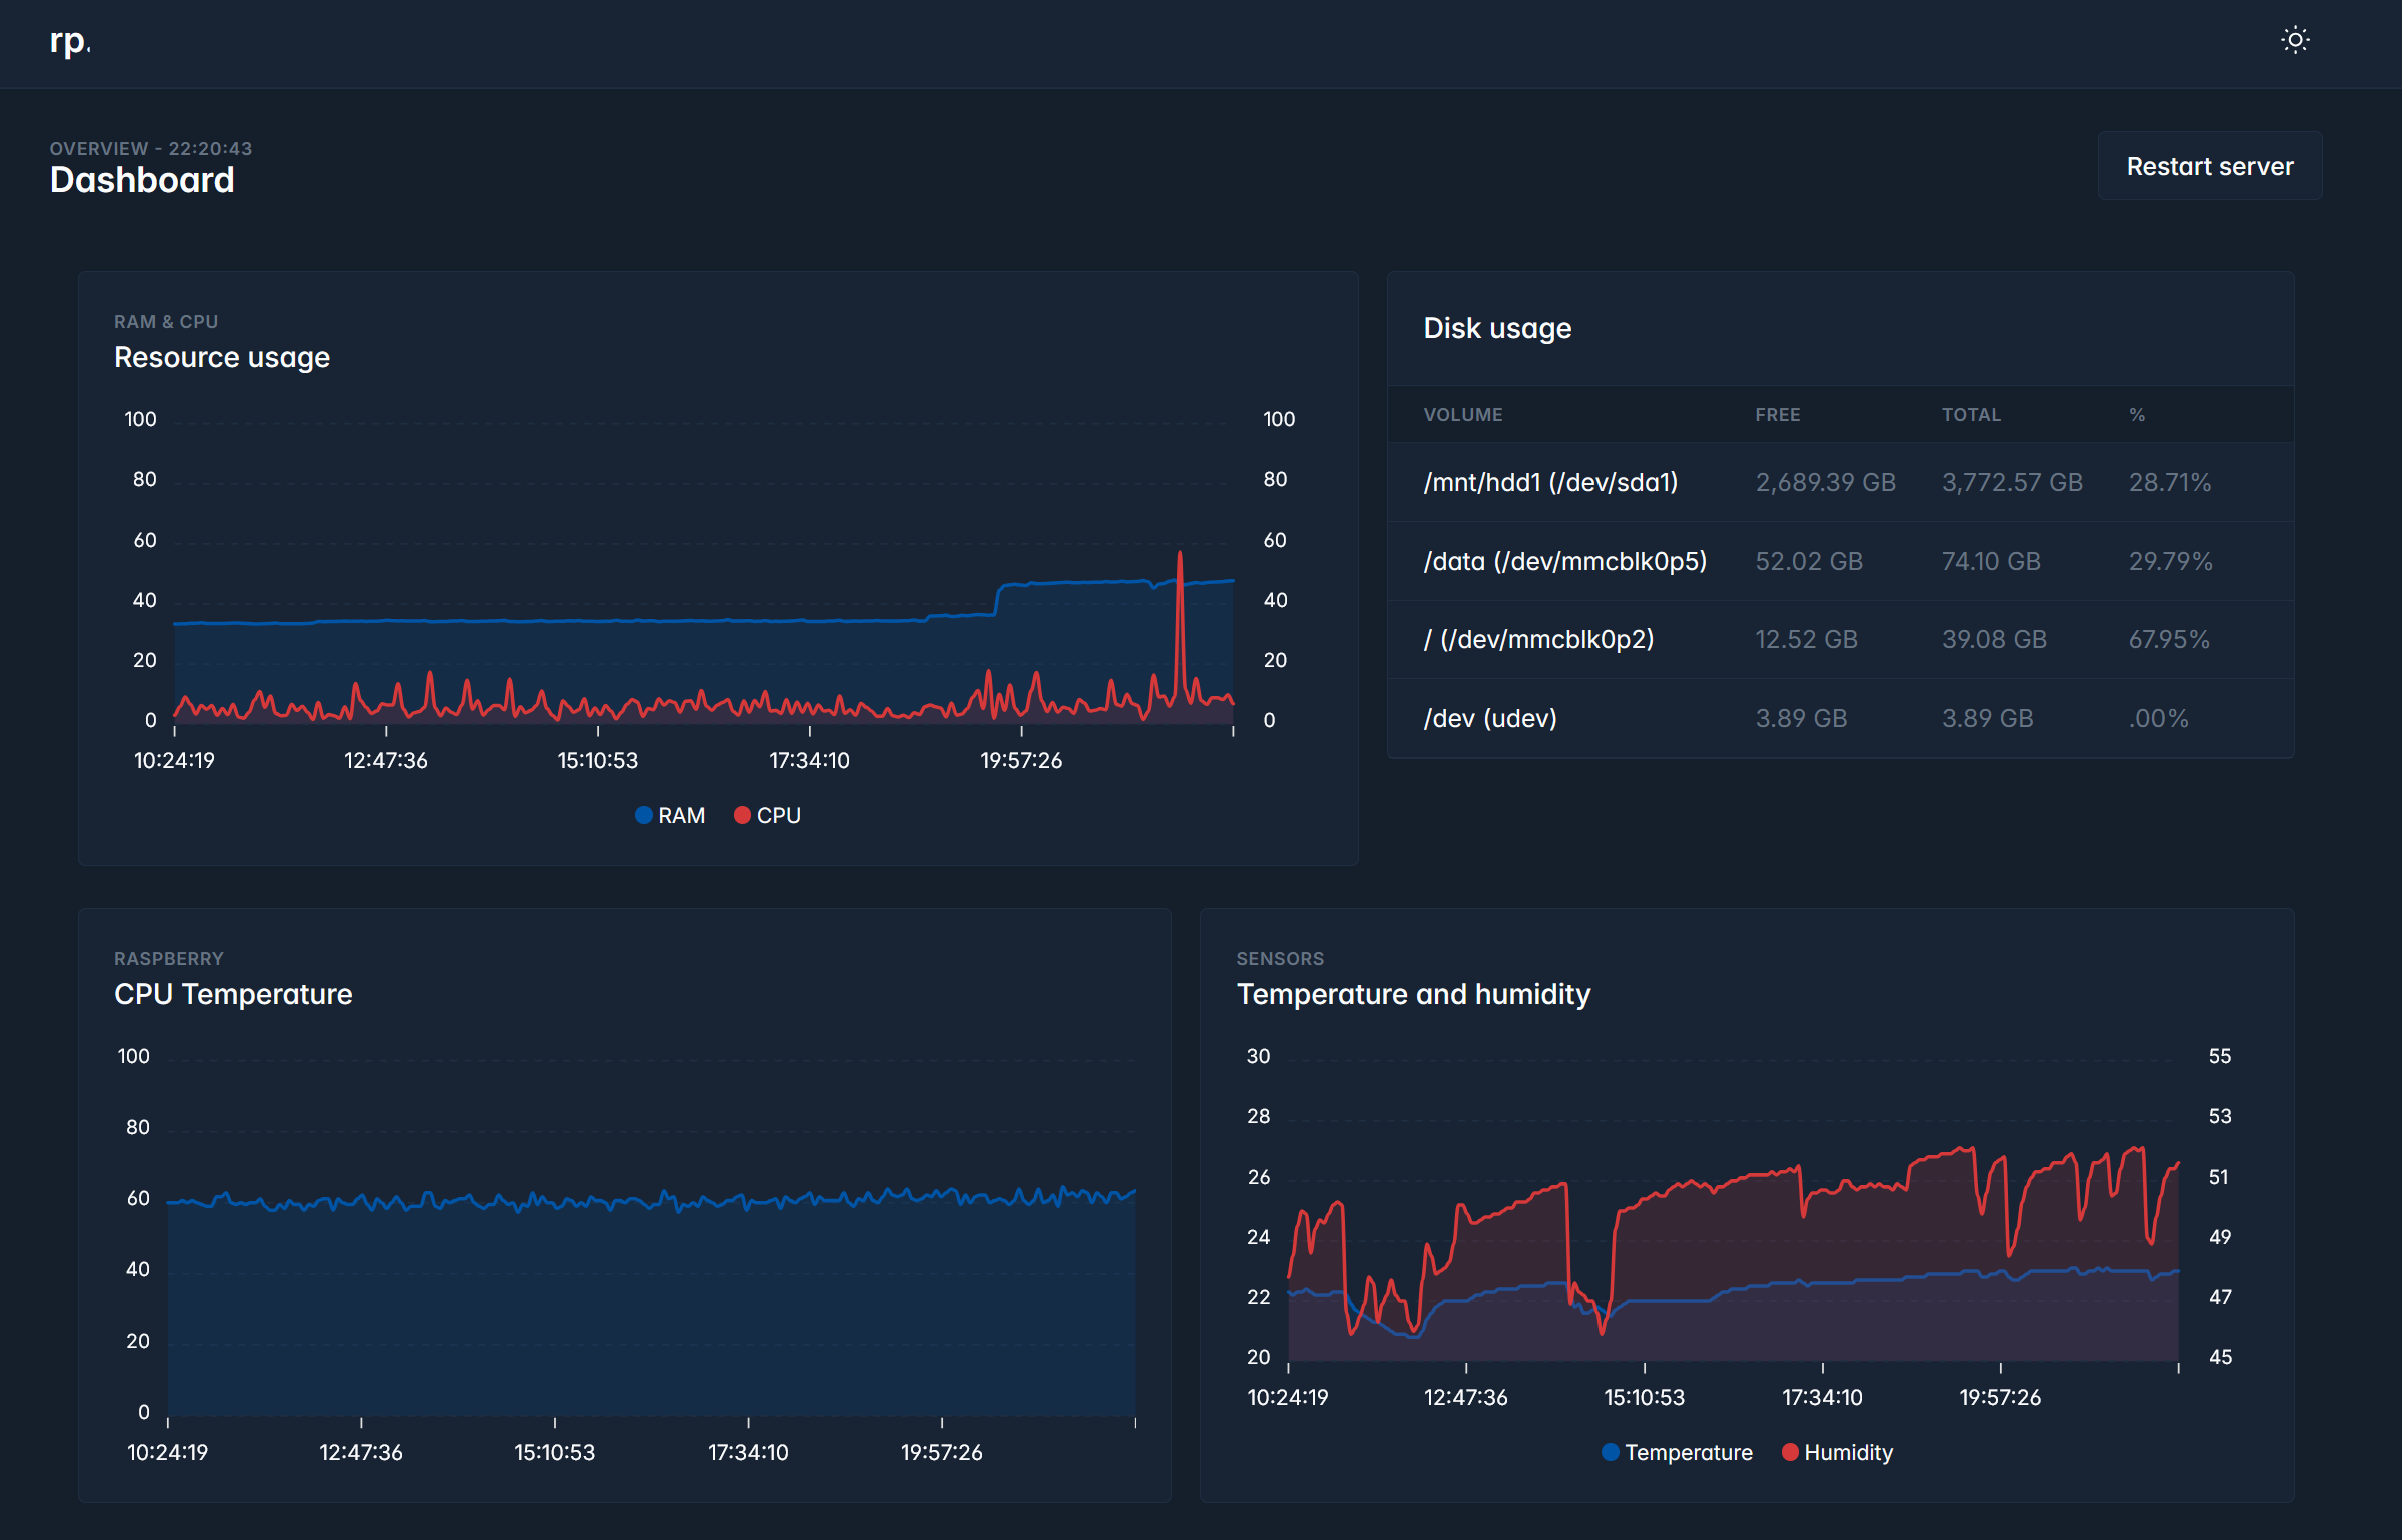 rp.
OVERVIEW - 22:20:43
Dashboard
Restart server
RAM & CPU
Resource usage
100 100
80 80
60 60
40 40
20 20
0 0
10:24:19 12:47:36 15:10:53 17:34:10 19:57:26
RAM CPU
Disk usage
VOLUME FREE TOTAL %
/mnt/hdd1 (/dev/sda1) 2,689.39 GB 3,772.57 GB 28.71%
/data (/dev/mmcblk0p5) 52.02 GB 74.10 GB 29.79%
/ (/dev/mmcblk0p2) 12.52 GB 39.08 GB 67.95%
/dev (udev) 3.89 GB 3.89 GB .00%
RASPBERRY
CPU Temperature
100
80
60
40
20
0
10:24:19 12:47:36 15:10:53 17:34:10 19:57:26
SENSORS
Temperature and humidity
30 55
28 53
26 51
24 49
22 47
20 45
10:24:19 12:47:36 15:10:53 17:34:10 19:57:26
Temperature Humidity